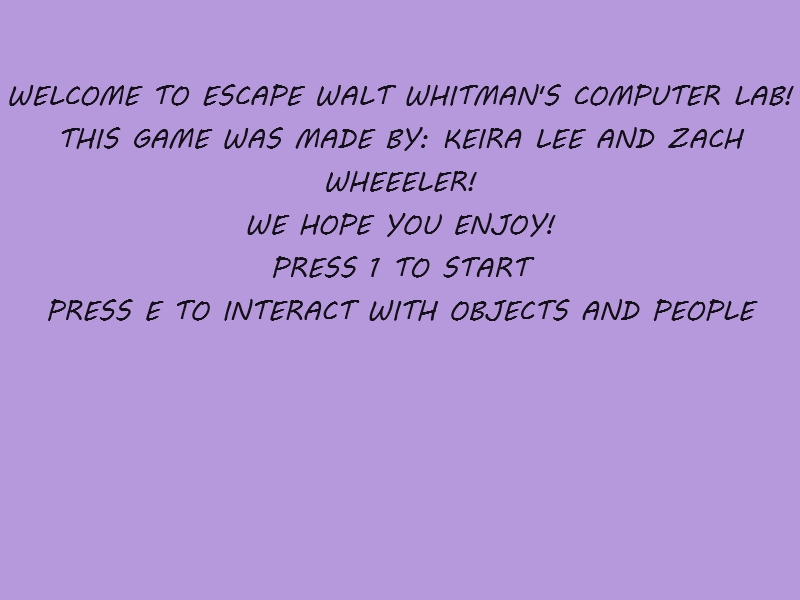 WELCOME TO ESCAPE WALT WHITMAN'S COMPUTER LAB!
THIS GAME WAS MADE BY: KEIRA LEE AND ZACH
WHEEELER!
WE HOPE YOU ENJOY!
PRESS 1 TO START
PRESS E TO INTERACT WITH OBJECTS AND PEOPLE